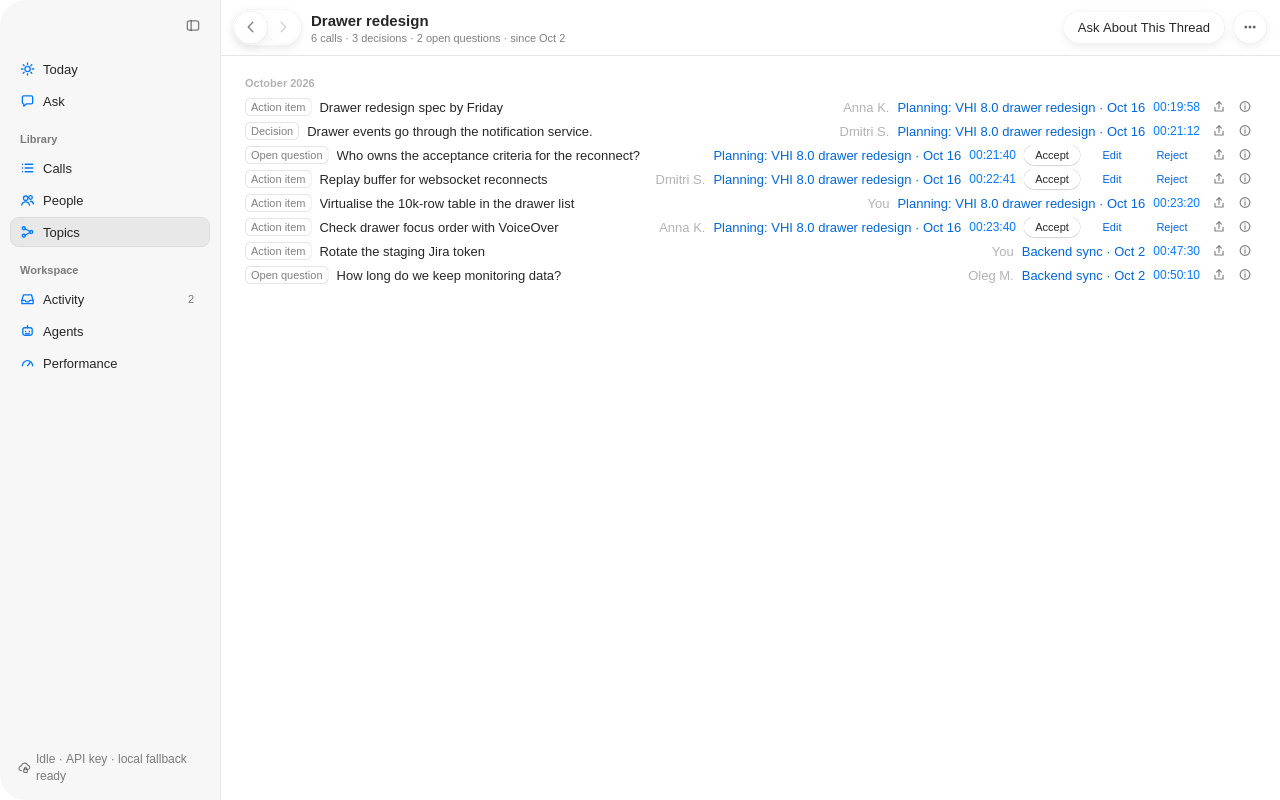 Drawer redesign
6 calls · 3 decisions · 2 open questions · since Oct 2
Ask About This Thread
Today
Ask
Library
Calls
People
Topics
Workspace
Activity 2
Agents
Performance
Idle · API key · local fallback
ready
October 2026
Action item Drawer redesign spec by Friday Anna K. Planning: VHI 8.0 drawer redesign · Oct 16 00:19:58
Decision Drawer events go through the notification service. Dmitri S. Planning: VHI 8.0 drawer redesign · Oct 16 00:21:12
Open question Who owns the acceptance criteria for the reconnect? Planning: VHI 8.0 drawer redesign · Oct 16 00:21:40 Accept Edit Reject
Action item Replay buffer for websocket reconnects Dmitri S. Planning: VHI 8.0 drawer redesign · Oct 16 00:22:41 Accept Edit Reject
Action item Virtualise the 10k-row table in the drawer list You Planning: VHI 8.0 drawer redesign · Oct 16 00:23:20
Action item Check drawer focus order with VoiceOver Anna K. Planning: VHI 8.0 drawer redesign · Oct 16 00:23:40 Accept Edit Reject
Action item Rotate the staging Jira token You Backend sync · Oct 2 00:47:30
Open question How long do we keep monitoring data? Oleg M. Backend sync · Oct 2 00:50:10